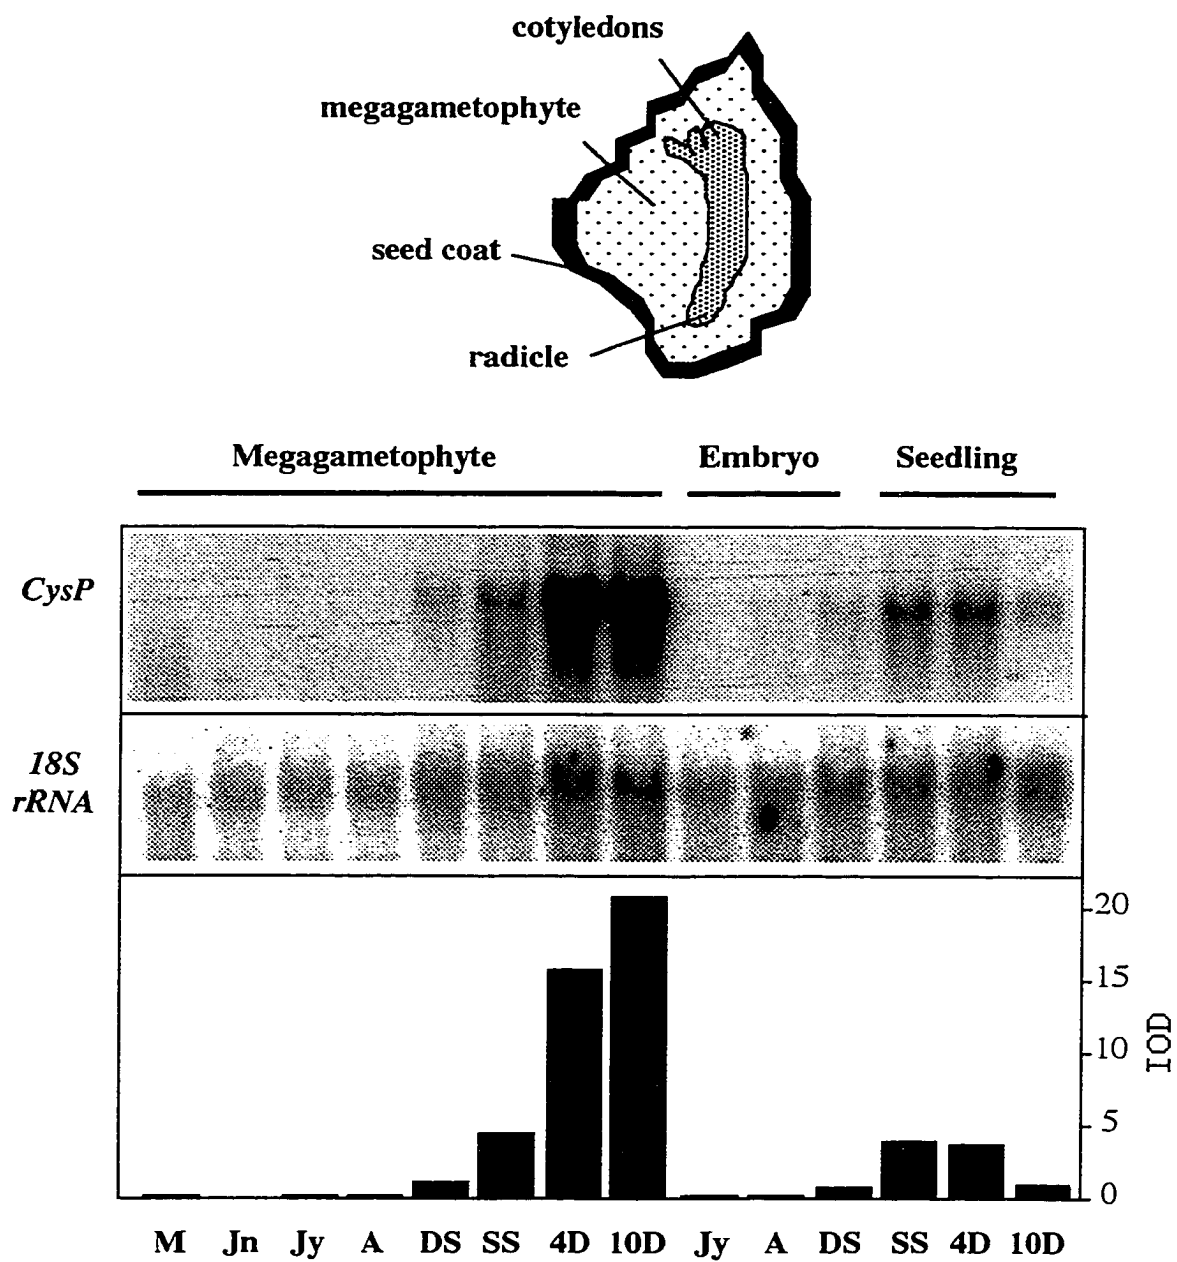 cotyledons
megagametophyte
seed coat
radicle
Megagametophyte Embryo Seedling
CysP
18S
rRNA
20
15
10
5
0
IOD
M Jn Jy A DS SS 4D 10D Jy A DS SS 4D 10D